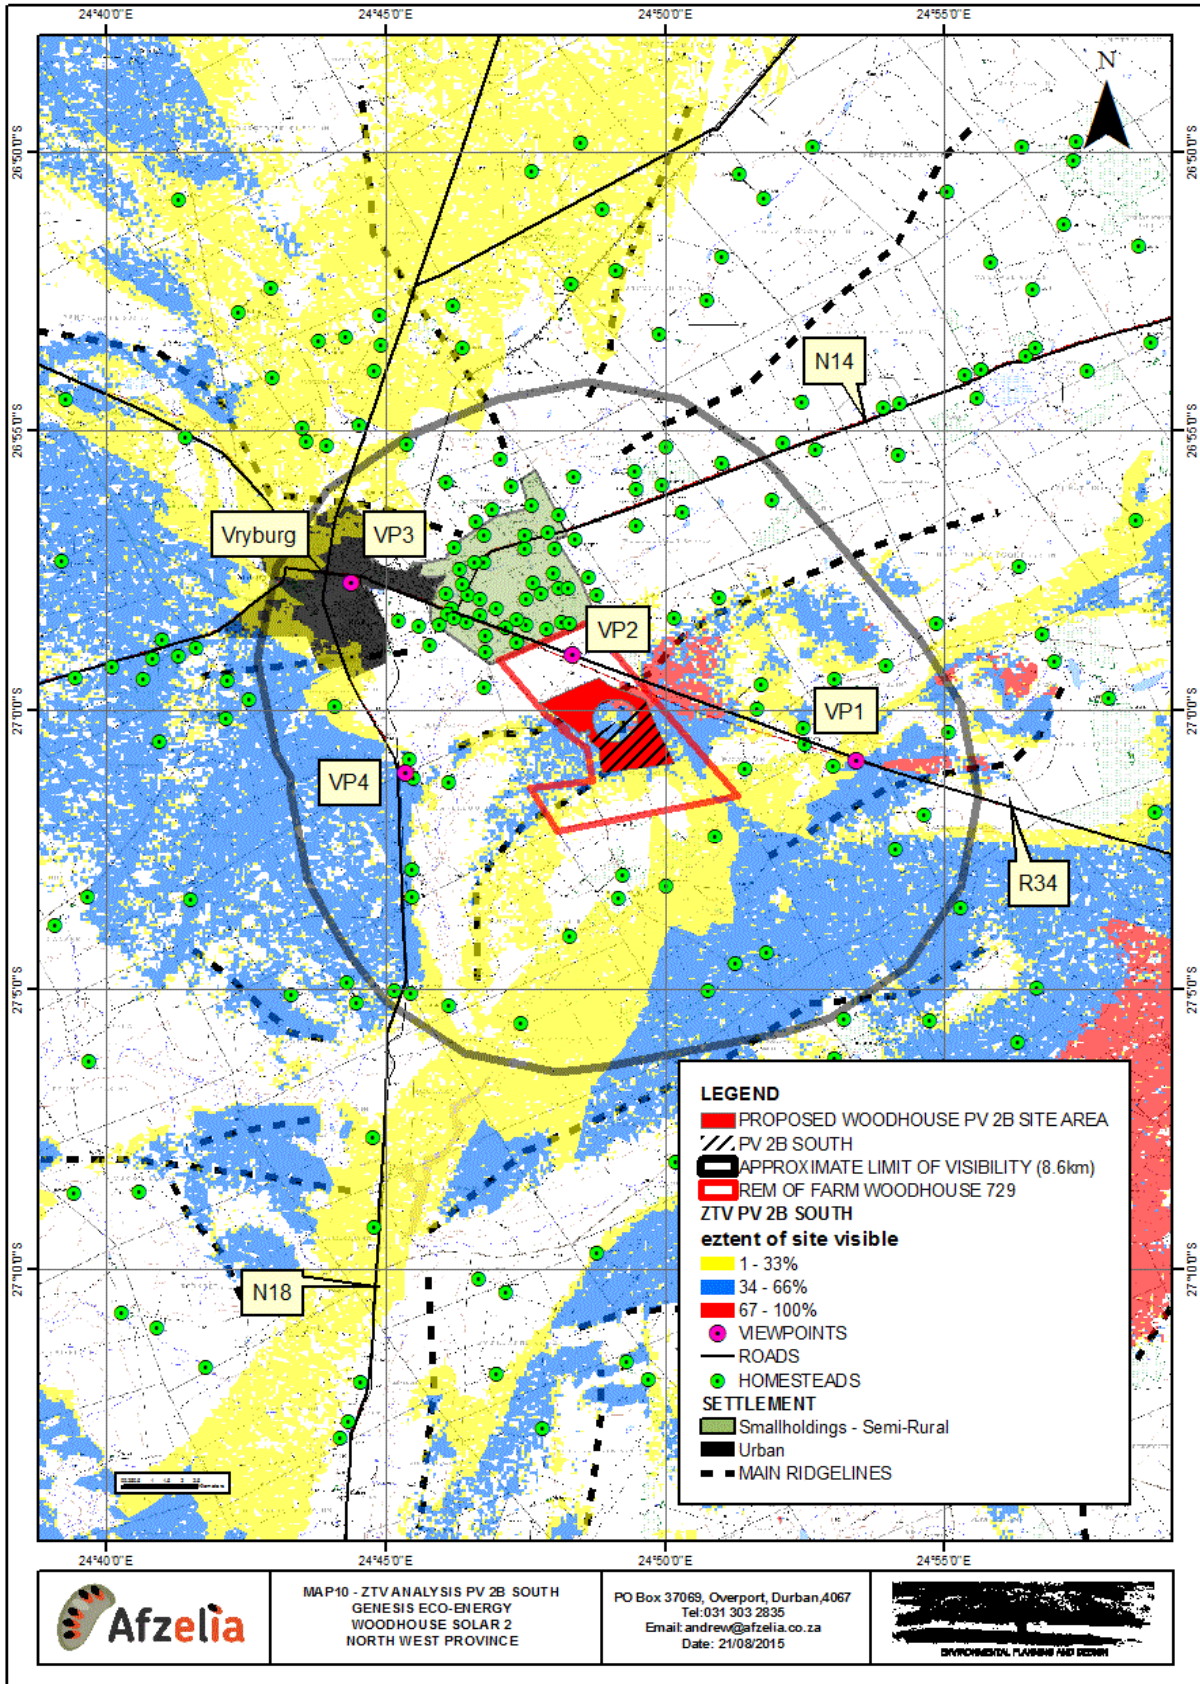 24°40'0"E
24°45'0"E
24°50'0"E
24°55'0"E
N
26°50'0"S
26°50'0"S
N14
26°55'0"S
26°55'0"S
Vryburg
VP3
VP2
27°0'0"S
27°0'0"S
VP1
VP4
R34
27°5'0"S
27°5'0"S
LEGEND
PROPOSED WOODHOUSE PV 2B SITE AREA
PV 2B SOUTH
APPROXIMATE LIMIT OF VISIBILITY (8.6km)
REM OF FARM WOODHOUSE 729
ZTV PV 2B SOUTH
eztent of site visible
1 - 33%
34 - 66%
67 - 100%
VIEWPOINTS
ROADS
HOMESTEADS
SETTLEMENT
Smallholdings - Semi-Rural
Urban
MAIN RIDGELINES
27°10'0"S
27°10'0"S
N18
24°40'0"E
24°45'0"E
24°50'0"E
24°55'0"E
Afzelia
MAP10 - ZTV ANALYSIS PV 2B SOUTH
GENESIS ECO-ENERGY
WOODHOUSE SOLAR 2
NORTH WEST PROVINCE
PO Box 37069, Overport, Durban,4067
Tel:031 303 2835
Email:andrew@afzelia.co.za
Date: 21/08/2015
ENVIRONMENTAL PLANNING AND DESIGN